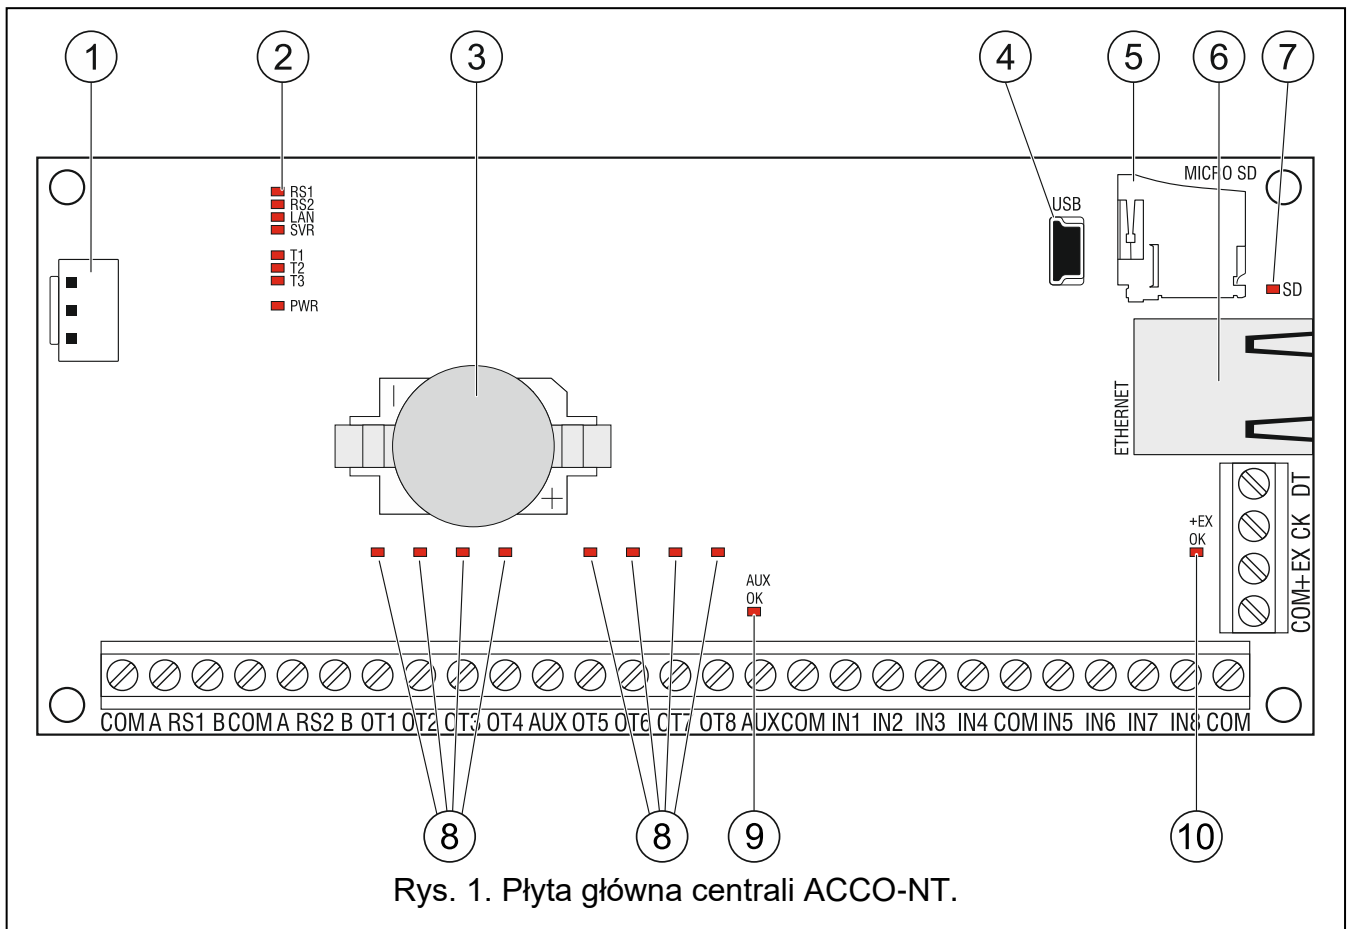 1 2 3 4 5 6 7
MICRO SD
RS1
RS2
LAN
SVR
USB
T1
T2
T3
SD
PWR
ETHERNET
COM +EX CK DT
+EX
OK
AUX
OK
COM A RS1 B COM A RS2 B OT1 OT2 OT3 OT4 AUX OT5 OT6 OT7 OT8 AUX COM IN1 IN2 IN3 IN4 COM IN5 IN6 IN7 IN8 COM
8 8 9 10
Rys. 1. Płyta główna centrali ACCO-NT.